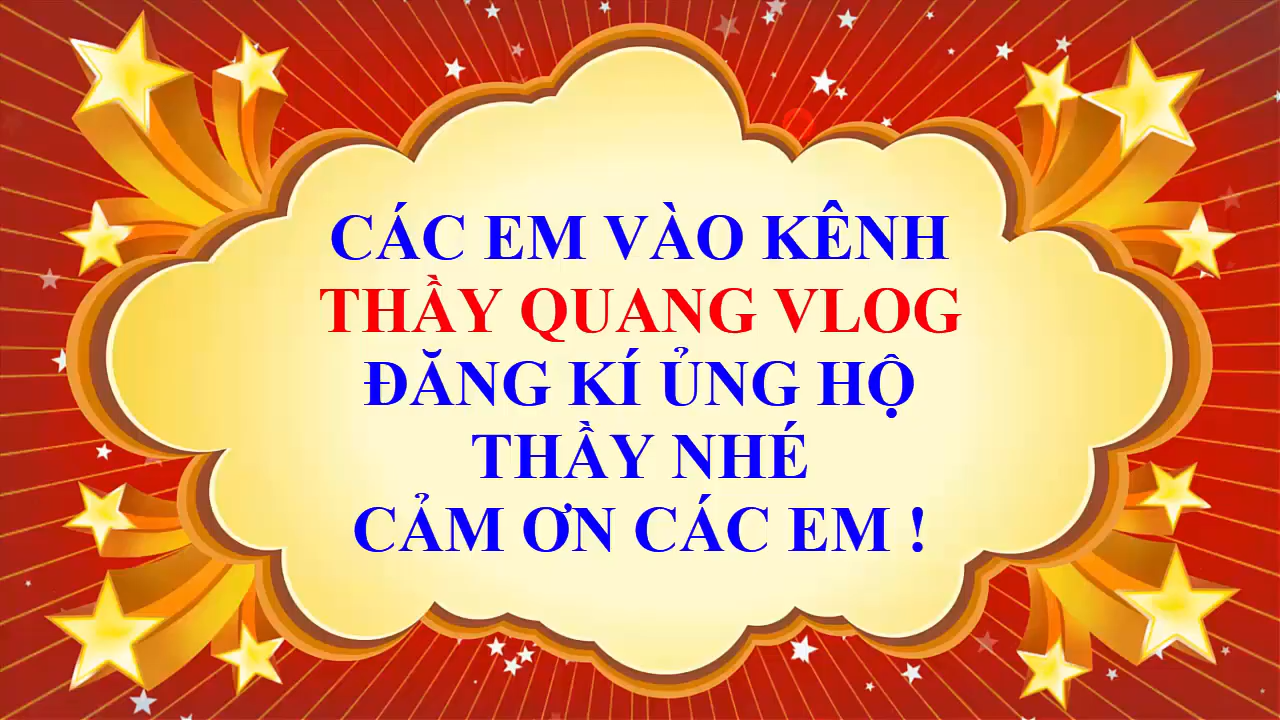 CÁC EM VÀO KÊNH
THẦY QUANG VLOG
ĐĂNG KÍ ỦNG HỘ
THẦY NHÉ
CẢM ƠN CÁC EM !